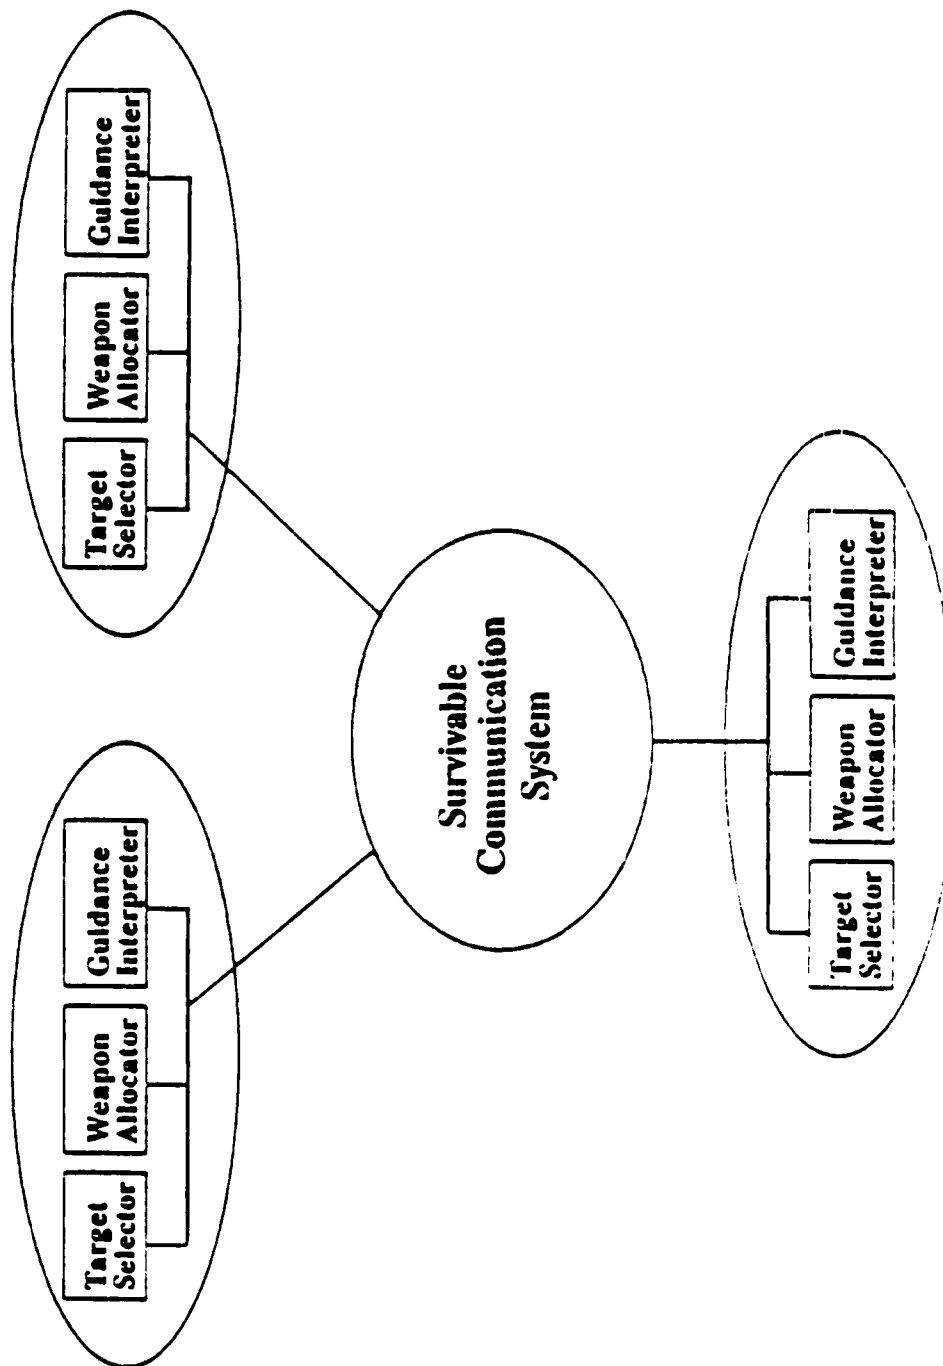 Target
Selector
Weapon
Allocator
Guidance
Interpreter
Target
Selector
Weapon
Allocator
Guidance
Interpreter
Survivable
Communication
System
Target
Selector
Weapon
Allocator
Guidance
Interpreter